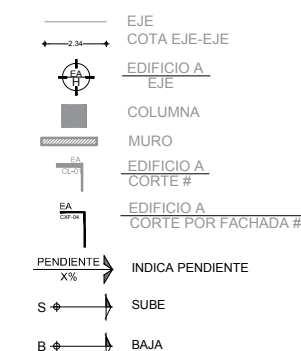 EJE
2.34 COTA EJE-EJE
EA
H
EDIFICIO A
EJE
COLUMNA
MURO
EA
CL-01
EDIFICIO A
CORTE #
EA
CXF-04
EDIFICIO A
CORTE POR FACHADA #
PENDIENTE
X%
INDICA PENDIENTE
S SUBE
B BAJA